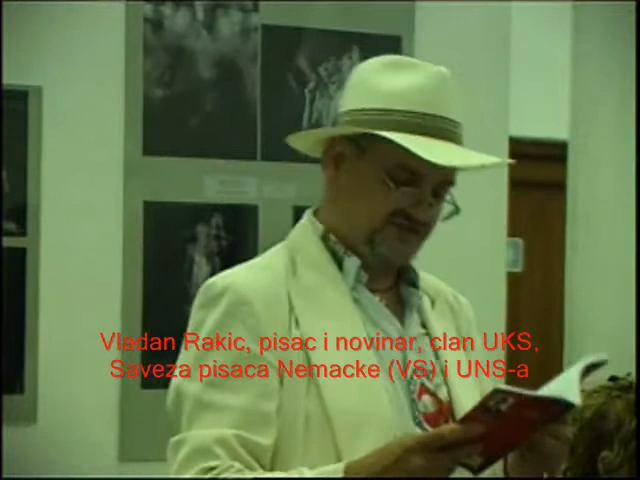 Vladan Rakic, pisac i novinar, clan UKS,
Saveza pisaca Nemacke (VS) i UNS-a